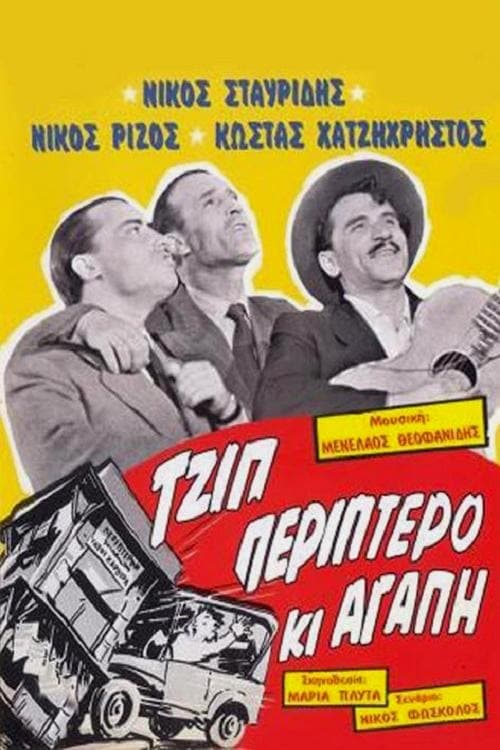 ΝΙΚΟΣ ΣΤΑΥΡΙΔΗΣ
ΝΙΚΟΣ ΡΙΖΟΣ ΚΩΣΤΑΣ ΧΑΤΖΗΧΡΗΣΤΟΣ
Μουσική:
ΜΕΝΕΛΑΟΣ ΘΕΟΦΑΝΙΔΗΣ
ΤΖΙΠ
ΠΕΡΙΠΤΕΡΟ
ΚΙ ΑΓΑΠΗ
Σκηνοθεσία:
ΜΑΡΙΑ ΠΛΥΤΑ
Σενάριο:
ΝΙΚΟΣ ΦΩΣΚΟΛΟΣ